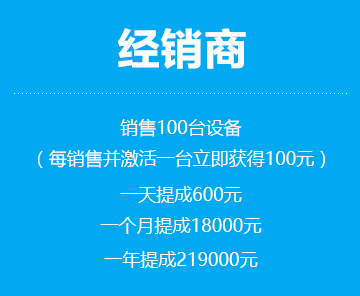 经销商
销售100台设备
（每销售并激活一台立即获得100元）
一天提成600元
一个月提成18000元
一年提成219000元